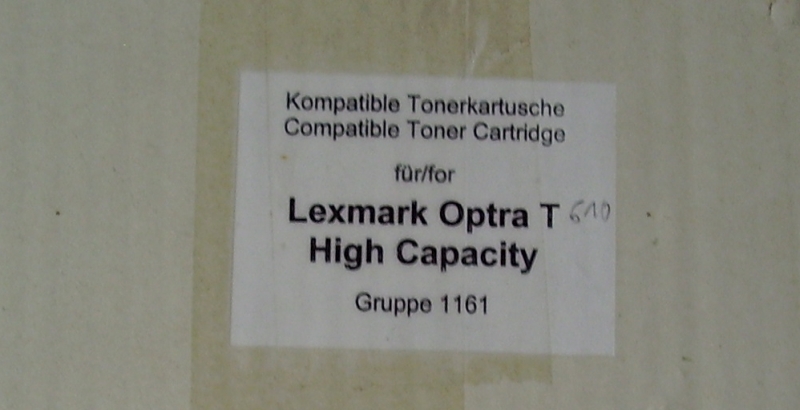 Kompatible Tonerkartusche
Compatible Toner Cartridge
für/for
Lexmark Optra T 610
High Capacity
Gruppe 1161